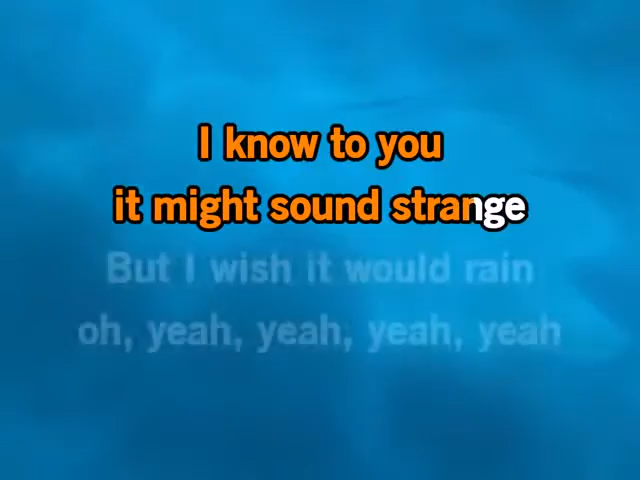 I know to you
it might sound strange
But I wish it would rain
oh, yeah, yeah, yeah, yeah